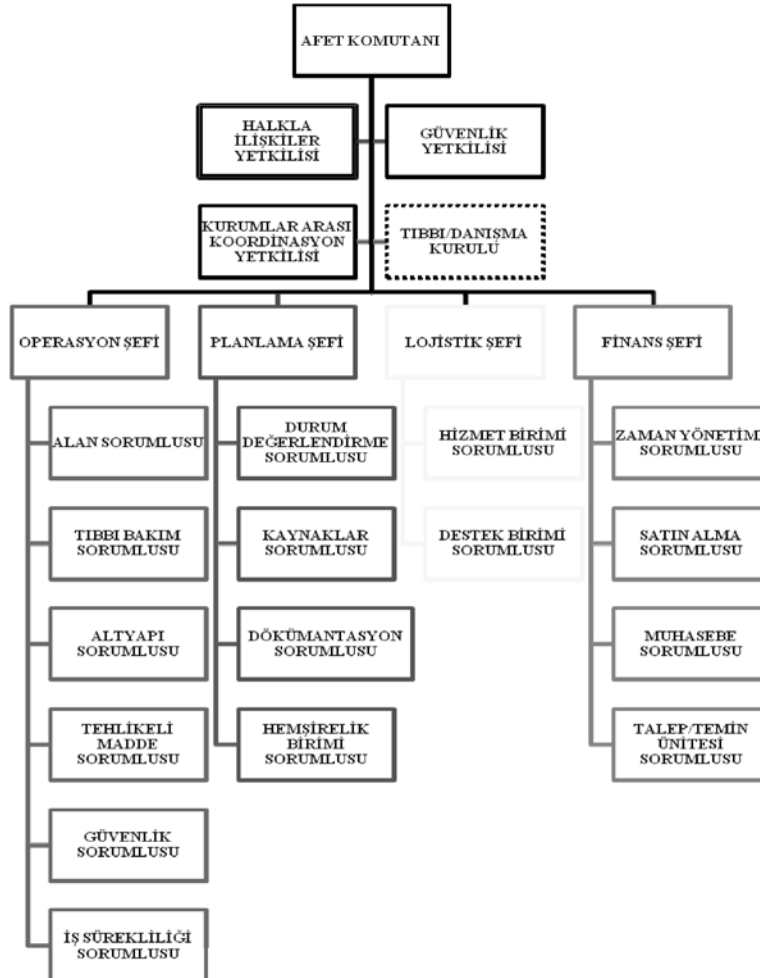 AFET KOMUTANI
HALKLA
İLİŞKİLER
YETKİLİSİ
GÜVENLİK
YETKİLİSİ
KURUMLAR ARASI
KOORDİNASYON
YETKİLİSİ
TIBBI/DANIŞMA
KURULU
OPERASYON ŞEFİ
PLANLAMA ŞEFİ
LOJİSTİK ŞEFİ
FİNANS ŞEFİ
ALAN SORUMLUSU
TIBBI BAKIM
SORUMLUSU
ALTYAPI
SORUMLUSU
TEHLİKELİ
MADDE
SORUMLUSU
GÜVENLİK
SORUMLUSU
İŞ SÜREKLİLİĞİ
SORUMLUSU
DURUM
DEĞERLENDİRME
SORUMLUSU
KAYNAKLAR
SORUMLUSU
DÖKÜMANTASYON
SORUMLUSU
HEMŞİRELİK
BİRİMİ
SORUMLUSU
HİZMET BİRİMİ
SORUMLUSU
DESTEK BİRİMİ
SORUMLUSU
ZAMAN YÖNETİMİ
SORUMLUSU
SATIN ALMA
SORUMLUSU
MUHASEBE
SORUMLUSU
TALEP/TEMİN
ÜNİTESİ
SORUMLUSU